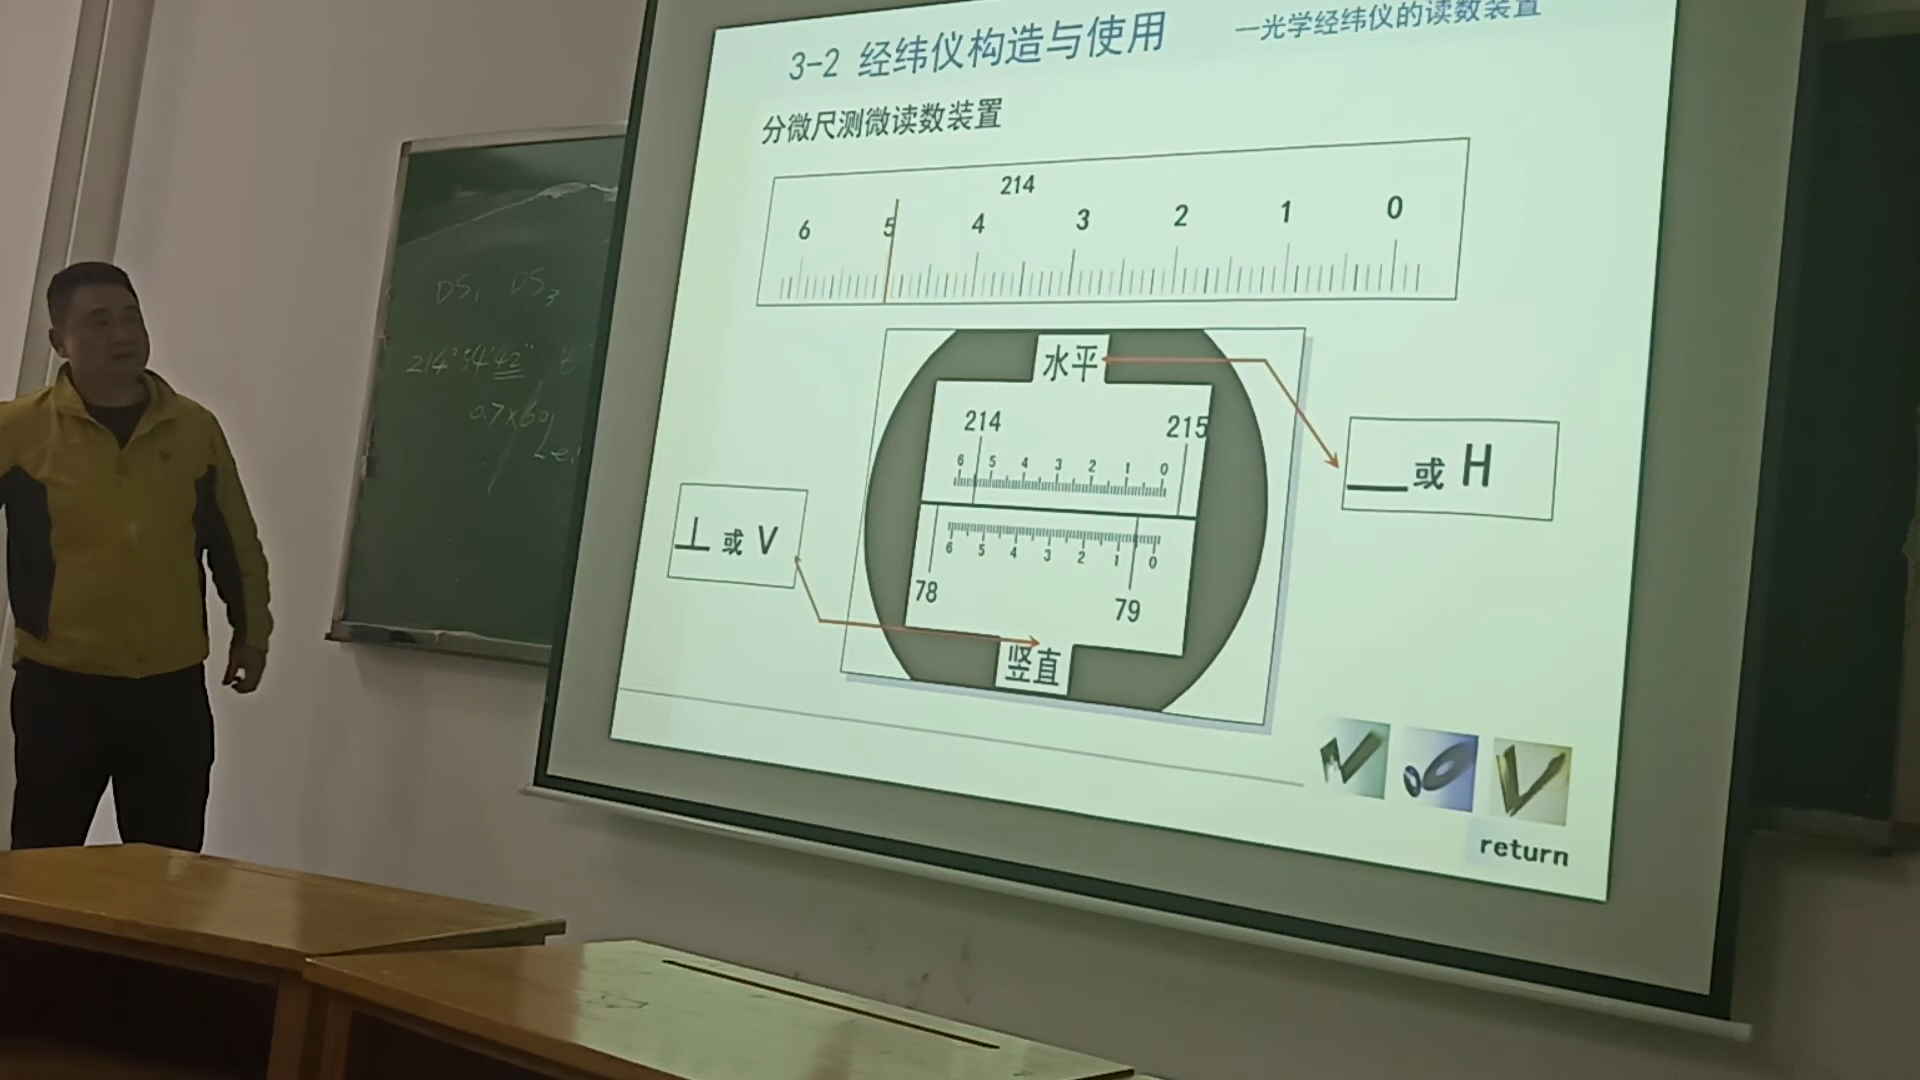 3-2 经纬仪构造与使用 —光学经纬仪的读数装置
分微尺测微读数装置
214
6 5 4 3 2 1 0
水平
214 215
6 5 4 3 2 1 0
__或 H
⊥ 或 V
6 5 4 3 2 1 0
78 79
竖直
return
DS₁ DS₃
214°54'42"
0.7×60